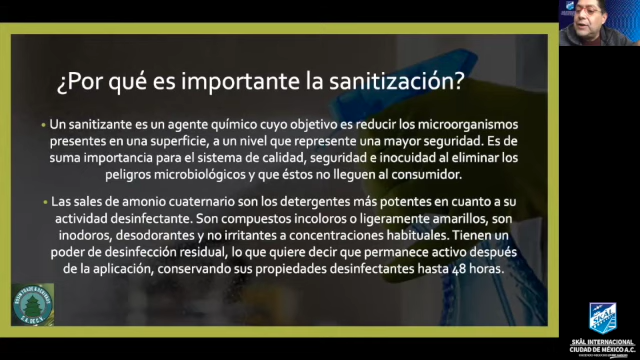 ¿Por qué es importante la sanitización?
• Un sanitizante es un agente químico cuyo objetivo es reducir los microorganismos
presentes en una superficie, a un nivel que represente una mayor seguridad. Es de
suma importancia para el sistema de calidad, seguridad e inocuidad al eliminar los
peligros microbiológicos y que éstos no lleguen al consumidor.
• Las sales de amonio cuaternario son los detergentes más potentes en cuanto a su
actividad desinfectante. Son compuestos incoloros o ligeramente amarillos, son
inodoros, desodorantes y no irritantes a concentraciones habituales. Tienen un
poder de desinfección residual, lo que quiere decir que permanece activo después
de la aplicación, conservando sus propiedades desinfectantes hasta 48 horas.
SKÅL
SKÅL INTERNACIONAL
CIUDAD DE MÉXICO A.C.